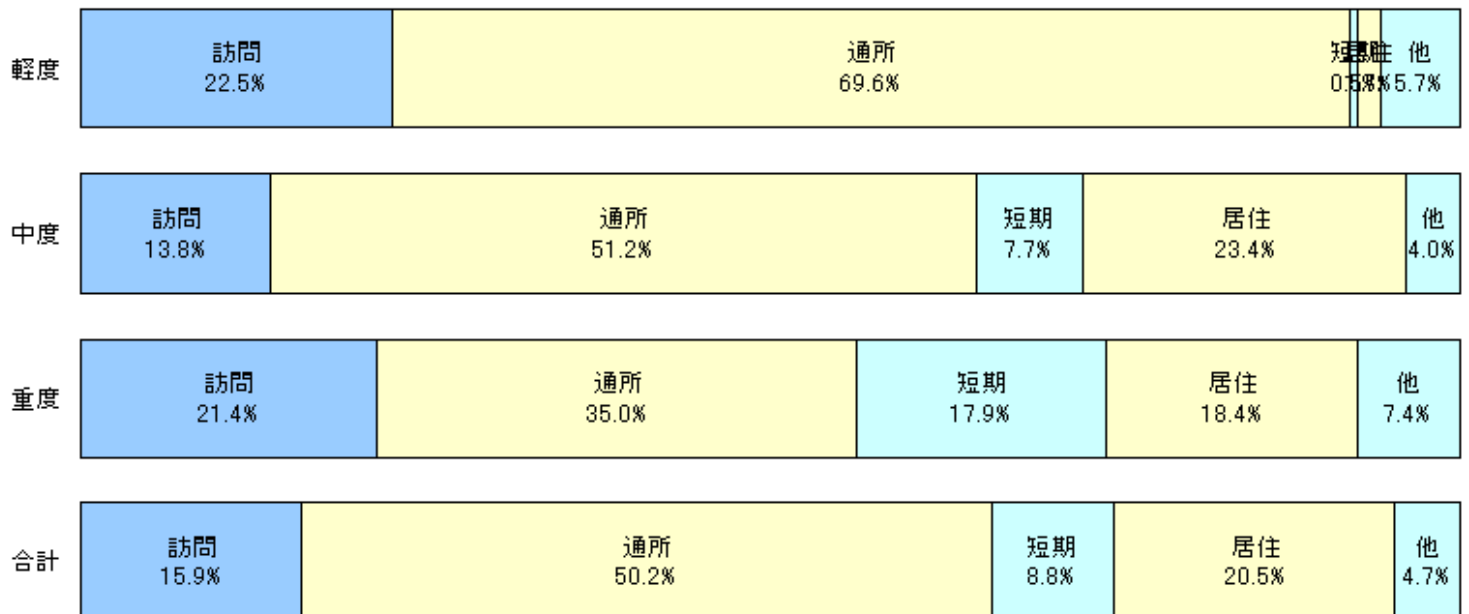 軽度
訪問
22.5%
通所
69.6%
他
5.7%
中度
訪問
13.8%
通所
51.2%
短期
7.7%
居住
23.4%
他
4.0%
重度
訪問
21.4%
通所
35.0%
短期
17.9%
居住
18.4%
他
7.4%
合計
訪問
15.9%
通所
50.2%
短期
8.8%
居住
20.5%
他
4.7%